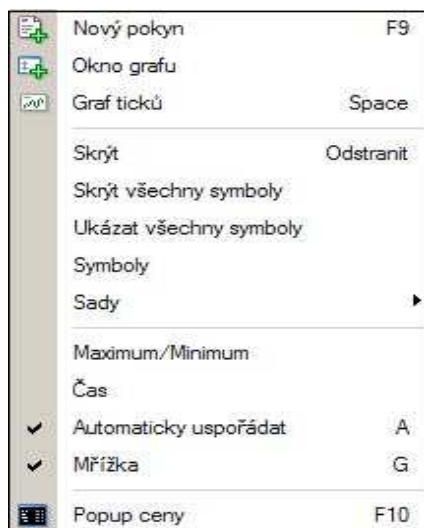 Nový pokyn F9
Okno grafu
Graf ticků Space
Skrýt Odstranit
Skrýt všechny symboly
Ukázat všechny symboly
Symboly
Sady
Maximum/Minimum
Čas
Automaticky uspořádat A
Mřížka G
Popup ceny F10